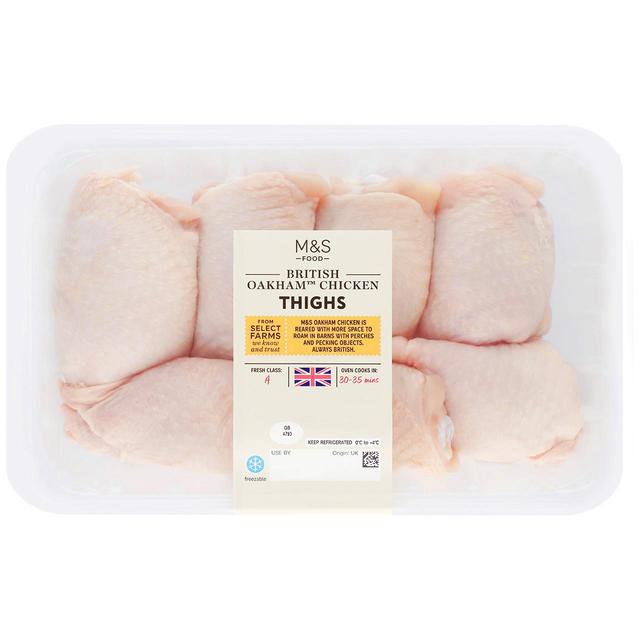 M&S
FOOD
BRITISH
OAKHAM™ CHICKEN
THIGHS
FROM
SELECT
FARMS
we know
and trust
M&S OAKHAM CHICKEN IS
REARED WITH MORE SPACE TO
ROAM IN BARNS WITH PERCHES
AND PECKING OBJECTS.
ALWAYS BRITISH.
FRESH CLASS:
A
OVEN COOKS IN:
30-35 mins
GB
4780
KEEP REFRIGERATED 0°C to +4°C
USE BY
Origin: UK
freezable